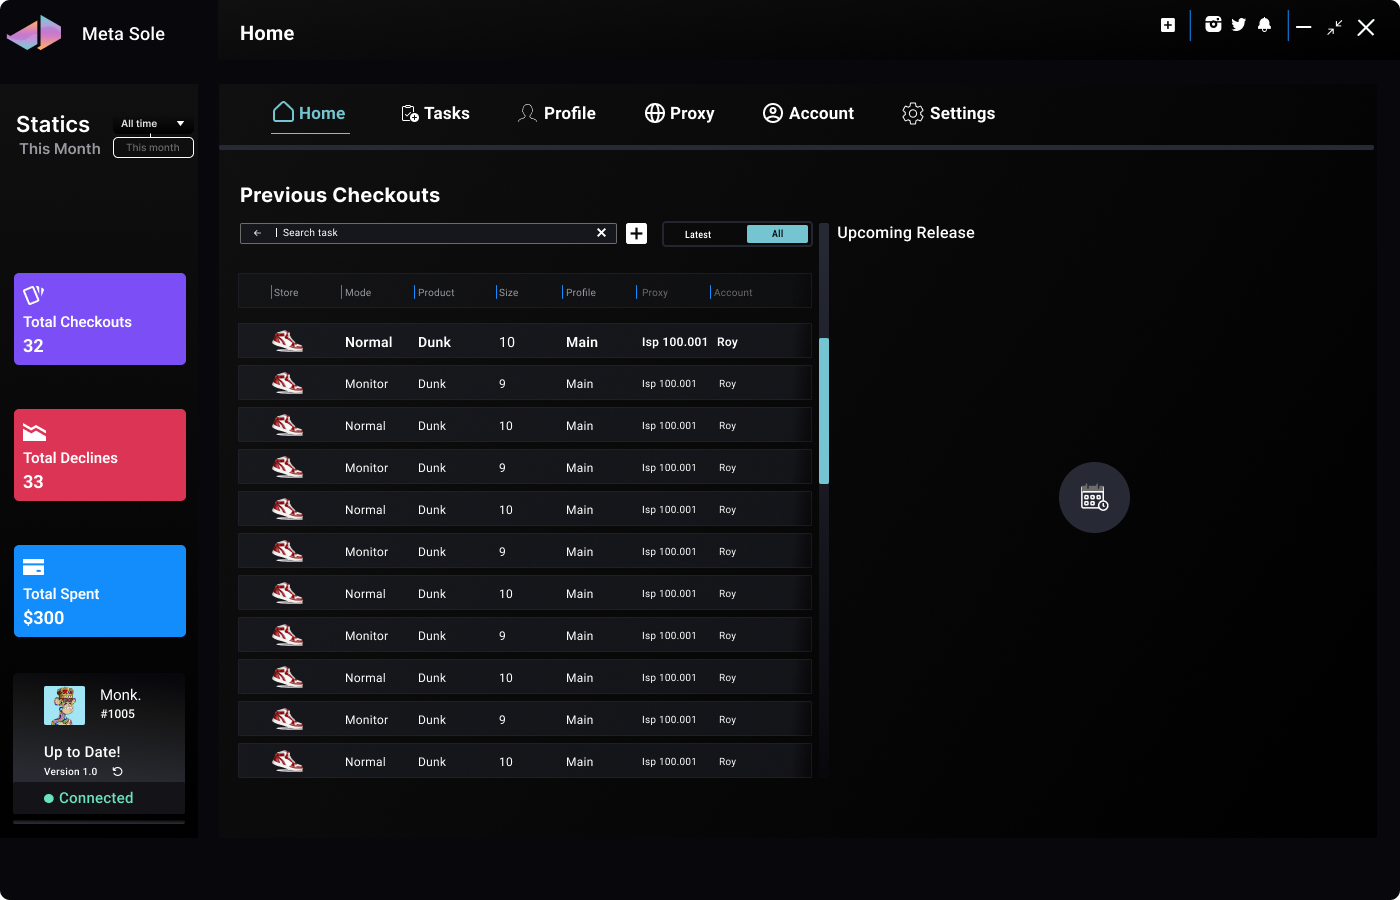 Meta Sole
Home
Statics
All time
This Month
This month
Total Checkouts
32
Total Declines
33
Total Spent
$300
Monk.
#1005
Up to Date!
Version 1.0
Connected
Home Tasks Profile Proxy Account Settings
Previous Checkouts
Search task
Latest All
Upcoming Release
Store Mode Product Size Profile Proxy Account
Normal Dunk 10 Main Isp 100.001 Roy
Monitor Dunk 9 Main Isp 100.001 Roy
Normal Dunk 10 Main Isp 100.001 Roy
Monitor Dunk 9 Main Isp 100.001 Roy
Normal Dunk 10 Main Isp 100.001 Roy
Monitor Dunk 9 Main Isp 100.001 Roy
Normal Dunk 10 Main Isp 100.001 Roy
Monitor Dunk 9 Main Isp 100.001 Roy
Normal Dunk 10 Main Isp 100.001 Roy
Monitor Dunk 9 Main Isp 100.001 Roy
Normal Dunk 10 Main Isp 100.001 Roy